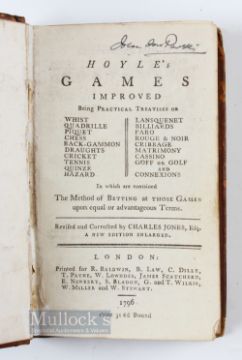 HOYLE's
GAMES
IMPROVED
Being PRACTICAL TREATISES on
WHIST
QUADRILLE
PIQUET
CHESS
BACK-GAMMON
DRAUGHTS
CRICKET
TENNIS
QUINZE
HAZARD
LANSQUENET
BILLIARDS
FARO
ROUGE & NOIR
CRIBBAGE
MATRIMONY
CASSINO
GOFF or GOLF
AND
CONNEXIONS
In which are contained
The Method of BETTING at THOSE GAMES
upon equal or advantageous Terms.
Revised and Corrected by CHARLES JONES, Esq.
A NEW EDITION ENLARGED.
LONDON:
Printed for R. BALDWIN, B. LAW, C. DILLY,
T. PAYNE, W. LOWNDES, JAMES SCATCHERD,
E. NEWBERY, S. BLADON, G. and T. WILKIE,
W. MILLER and W. STEWART.
1796
Price 3s 6d Bound
Mullock's